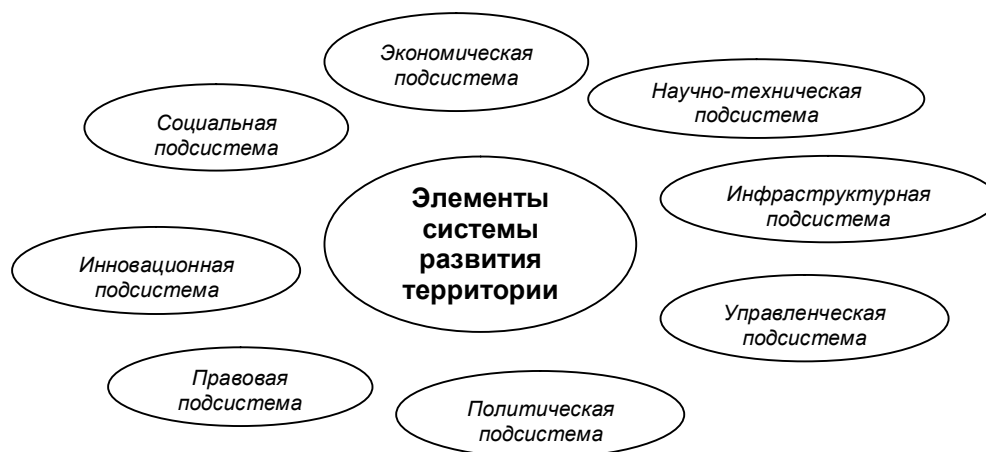 Экономическая
подсистема
Научно-техническая
подсистема
Социальная
подсистема
Элементы
системы
развития
территории
Инфраструктурная
подсистема
Инновационная
подсистема
Управленческая
подсистема
Правовая
подсистема
Политическая
подсистема